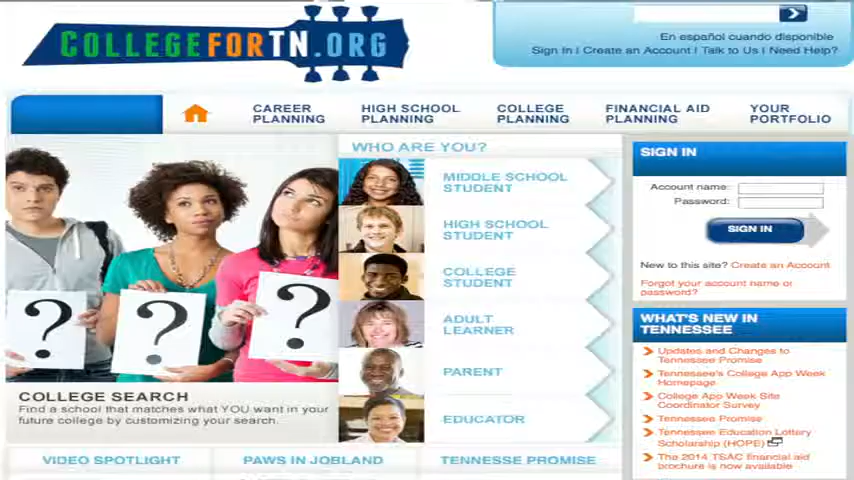 COLLEGEFORTN.ORG
En español cuando disponible
Sign In | Create an Account | Talk to Us | Need Help?
CAREER
PLANNING
HIGH SCHOOL
PLANNING
COLLEGE
PLANNING
FINANCIAL AID
PLANNING
YOUR
PORTFOLIO
? ? ?
COLLEGE SEARCH
Find a school that matches what YOU want in your
future college by customizing your search.
WHO ARE YOU?
MIDDLE SCHOOL
STUDENT
HIGH SCHOOL
STUDENT
COLLEGE
STUDENT
ADULT
LEARNER
PARENT
EDUCATOR
SIGN IN
Account name:
Password:
SIGN IN
New to this site? Create an Account
Forgot your account name or
password?
WHAT'S NEW IN
TENNESSEE
Updates and Changes to
Tennessee Promise
Tennessee's College App Week
Homepage
College App Week Site
Coordinator Survey
Tennessee Promise
Tennessee Education Lottery
Scholarship (HOPE)
The 2014 TSAC financial aid
brochure is now available
VIDEO SPOTLIGHT
PAWS IN JOBLAND
TENNESSE PROMISE